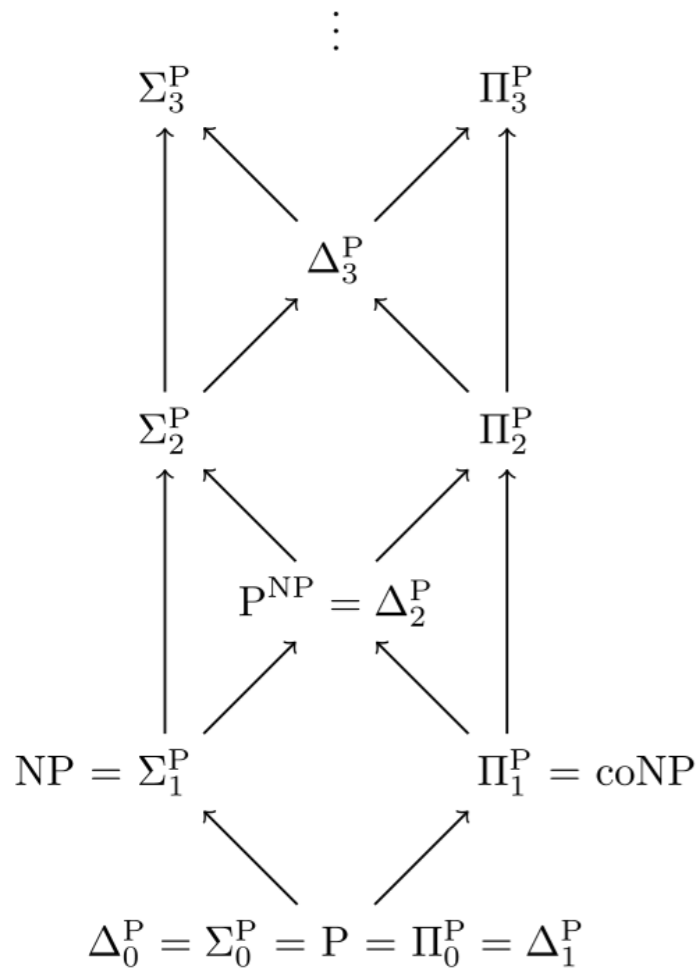 ⋮
Σ₃ᴾ Π₃ᴾ
Δ₃ᴾ
Σ₂ᴾ Π₂ᴾ
Pᴺᴾ = Δ₂ᴾ
NP = Σ₁ᴾ Π₁ᴾ = coNP
Δ₀ᴾ = Σ₀ᴾ = P = Π₀ᴾ = Δ₁ᴾ